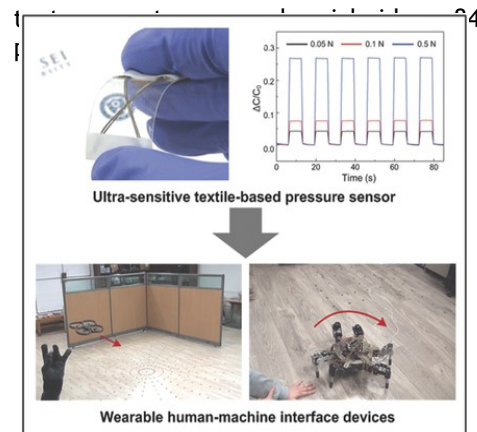 SEI
0.05 N 0.1 N 0.5 N
ΔC/C₀
0.3
0.2
0.1
0.0
0 20 40 60 80
Time (s)
Ultra-sensitive textile-based pressure sensor
Wearable human-machine interface devices